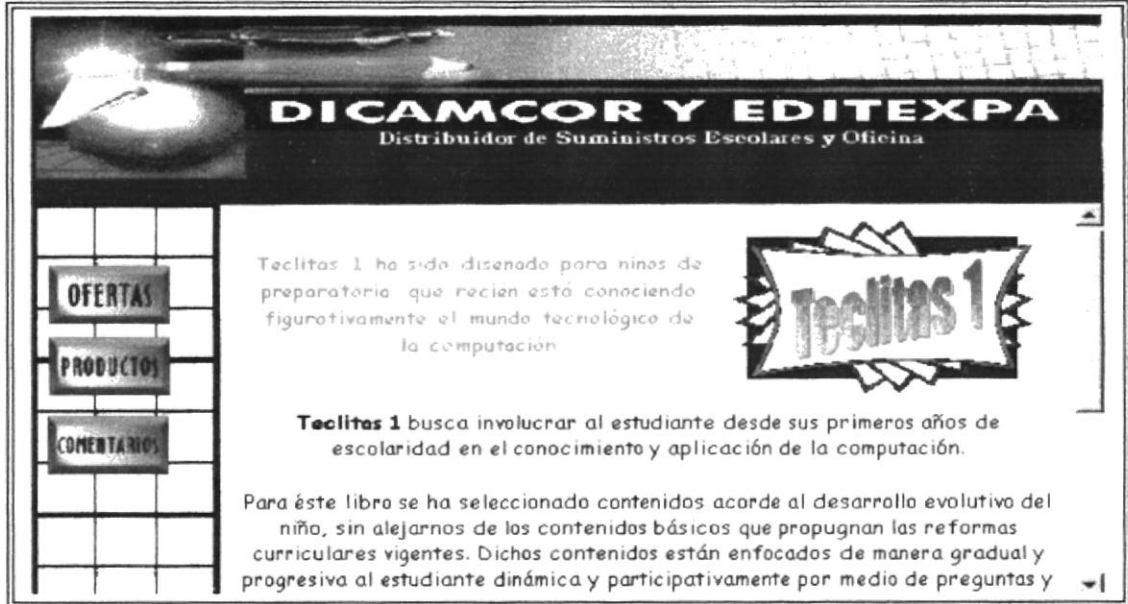 DICAMCOR Y EDITEXPA
Distribuidor de Suministros Escolares y Oficina
OFERTAS
PRODUCTOS
COMENTARIOS
Teclitas 1 ha sido disenado para ninos de
preparatoria que recien está conociendo
figurativamente el mundo tecnológico de
la computación
Teclitas 1
Teclitas 1 busca involucrar al estudiante desde sus primeros años de
escolaridad en el conocimiento y aplicación de la computación.
Para éste libro se ha seleccionado contenidos acorde al desarrollo evolutivo del
niño, sin alejarnos de los contenidos básicos que propugnan las reformas
curriculares vigentes. Dichos contenidos están enfocados de manera gradual y
progresiva al estudiante dinámica y participativamente por medio de preguntas y